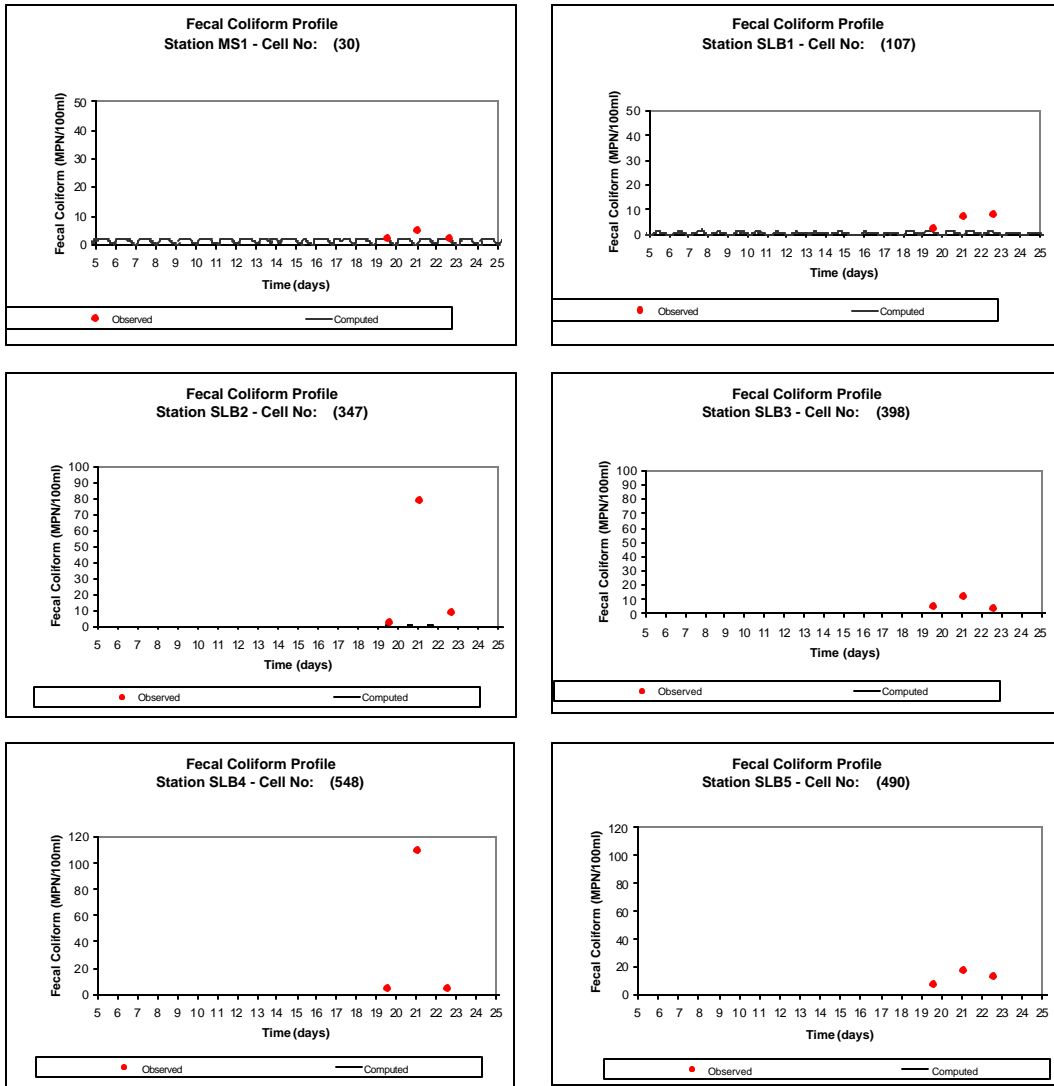 Fecal Coliform Profile
Station MS1 - Cell No: (30)
Fecal Coliform (MPN/100ml)
50
40
30
20
10
0
5 6 7 8 9 10 11 12 13 14 15 16 17 18 19 20 21 22 23 24 25
Time (days)
Observed Computed
Fecal Coliform Profile
Station SLB1 - Cell No: (107)
Fecal Coliform (MPN/100ml)
50
40
30
20
10
0
5 6 7 8 9 10 11 12 13 14 15 16 17 18 19 20 21 22 23 24 25
Time (days)
Observed Computed
Fecal Coliform Profile
Station SLB2 - Cell No: (347)
Fecal Coliform (MPN/100ml)
100
90
80
70
60
50
40
30
20
10
0
5 6 7 8 9 10 11 12 13 14 15 16 17 18 19 20 21 22 23 24 25
Time (days)
Observed Computed
Fecal Coliform Profile
Station SLB3 - Cell No: (398)
Fecal Coliform (MPN/100ml)
100
90
80
70
60
50
40
30
20
10
0
5 6 7 8 9 10 11 12 13 14 15 16 17 18 19 20 21 22 23 24 25
Time (days)
Observed Computed
Fecal Coliform Profile
Station SLB4 - Cell No: (548)
Fecal Coliform (MPN/100ml)
120
100
80
60
40
20
0
5 6 7 8 9 10 11 12 13 14 15 16 17 18 19 20 21 22 23 24 25
Time (days)
Observed Computed
Fecal Coliform Profile
Station SLB5 - Cell No: (490)
Fecal Coliform (MPN/100ml)
120
100
80
60
40
20
0
5 6 7 8 9 10 11 12 13 14 15 16 17 18 19 20 21 22 23 24 25
Time (days)
Observed Computed